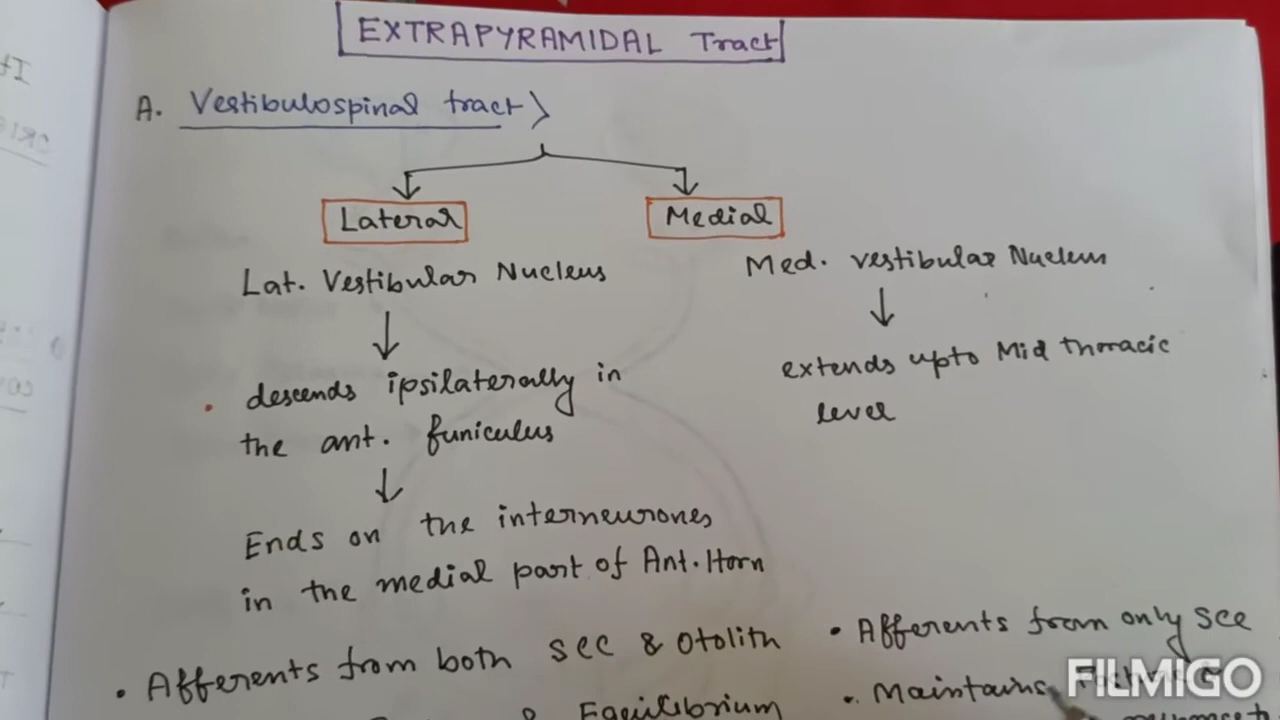 EXTRAPYRAMIDAL Tract
A. Vestibulospinal tract
Lateral
Medial
Lat. Vestibular Nucleus
Med. vestibular Nucleus
descends ipsilaterally in
the ant. funiculus
extends upto Mid thoracic
level
Ends on the interneurones
in the medial part of Ant. Horn
• Afferents from both SCC & Otolith
& Equilibrium
• Afferents from only SCC
• Maintains
FILMIGO